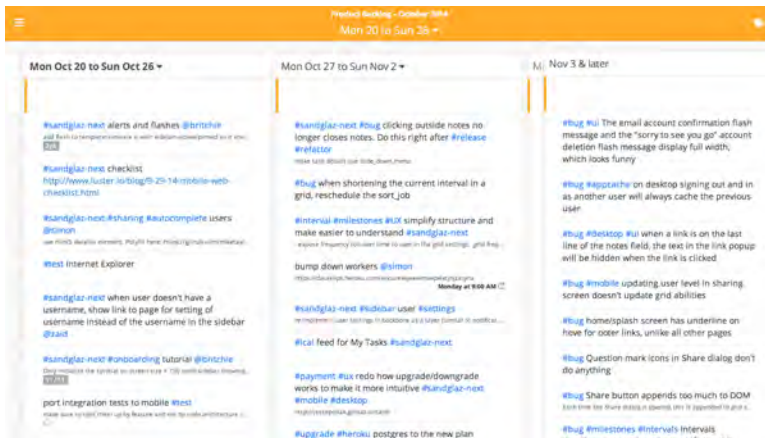 Product Backlog - October 2014
Mon 20 to Sun 26
Mon Oct 20 to Sun Oct 26
#sandglaz-next alerts and flashes @britchie
#sandglaz-next checklist
http://www.luster.io/blog/9-29-14-mobile-web-
checklist.html
#sandglaz-next #sharing #autocomplete users
@simon
#test Internet Explorer
#sandglaz-next when user doesn't have a
username, show link to page for setting of
username instead of the username in the sidebar
@zaid
#sandglaz-next #onboarding tutorial @britchie
port integration tests to mobile #test
Mon Oct 27 to Sun Nov 2
#sandglaz-next #bug clicking outside notes no
longer closes notes. Do this right after #release
#refactor
make task details use hide_down_menu
#bug when shortening the current interval in a
grid, reschedule the sort_job
#interval #milestones #UX simplify structure and
make easier to understand #sandglaz-next
bump down workers @simon
Monday at 9:00 AM
#sandglaz-next #sidebar user #settings
#ical feed for My Tasks #sandglaz-next
#payment #ux redo how upgrade/downgrade
works to make it more intuitive #sandglaz-next
#mobile #desktop
#upgrade #heroku postgres to the new plan
M
Nov 3 & later
#bug #ui The email account confirmation flash
message and the "sorry to see you go" account
deletion flash message display full width,
which looks funny
#bug #appcache on desktop signing out and in
as another user will always cache the previous
user
#bug #desktop #ui when a link is on the last
line of the notes field, the text in the link popup
will be hidden when the link is clicked
#bug #mobile updating user level in sharing
screen doesn't update grid abilities
#bug home/splash screen has underline on
hove for outer links, unlike all other pages
#bug Question mark icons in Share dialog don't
do anything
#bug Share button appends too much to DOM
#bug #milestones #intervals Intervals